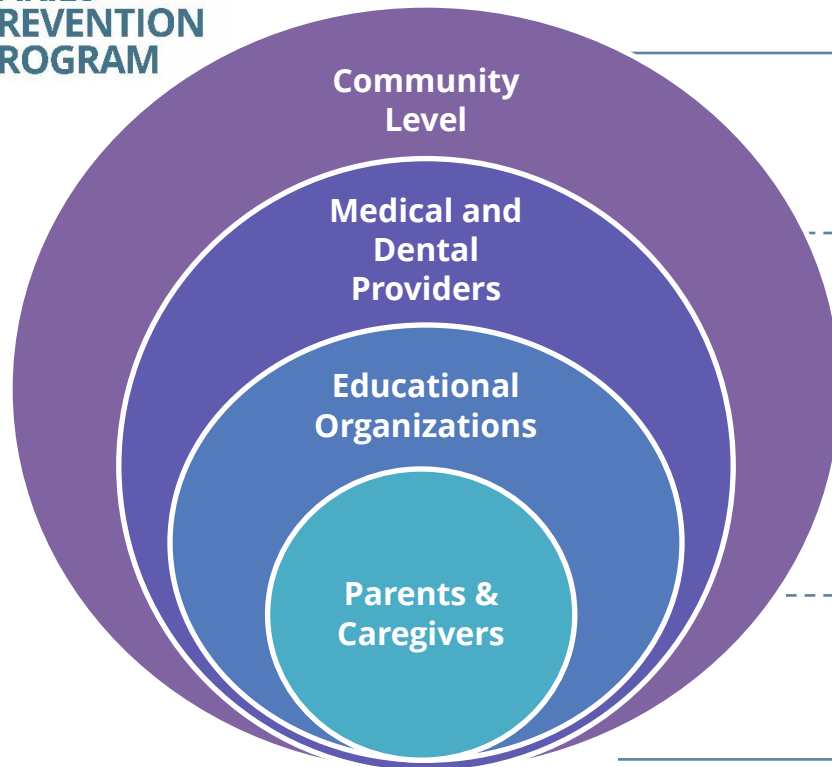 REVENTION
ROGRAM
Community
Level
Medical and
Dental
Providers
Educational
Organizations
Parents &
Caregivers